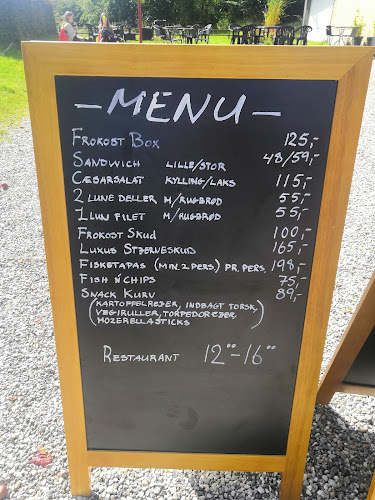 — MENU —
FROKOST BOX 125,-
SANDWICH LILLE/STOR 48/59,-
CÆSARSALAT KYLLING/LAKS 115,-
2 LUNE DELLER M/RUGBRØD 55,-
1 LUN FILET M/RUGBRØD 55,-
FROKOST SKUD 100,-
LUXUS STJERNESKUD 165,-
FISKETAPAS (MIN. 2 PERS.) PR. PERS. 198,-
FISH N CHIPS 75,-
SNACK KURV 89,-
(KARTOFFELREJER, INDBAGT TORSK,
VEGIRULLER, TORPEDOREJER
MOZERELLASTICKS)
RESTAURANT 12⁰⁰-16⁰⁰